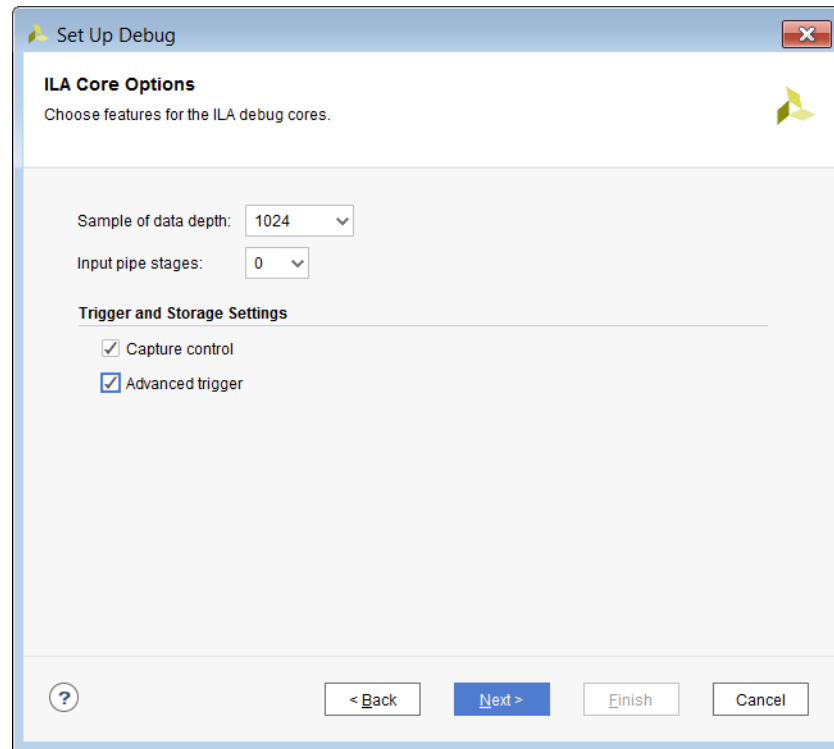 Set Up Debug
ILA Core Options
Choose features for the ILA debug cores.
Sample of data depth: 1024
Input pipe stages: 0
Trigger and Storage Settings
Capture control
Advanced trigger
? < Back Next > Finish Cancel